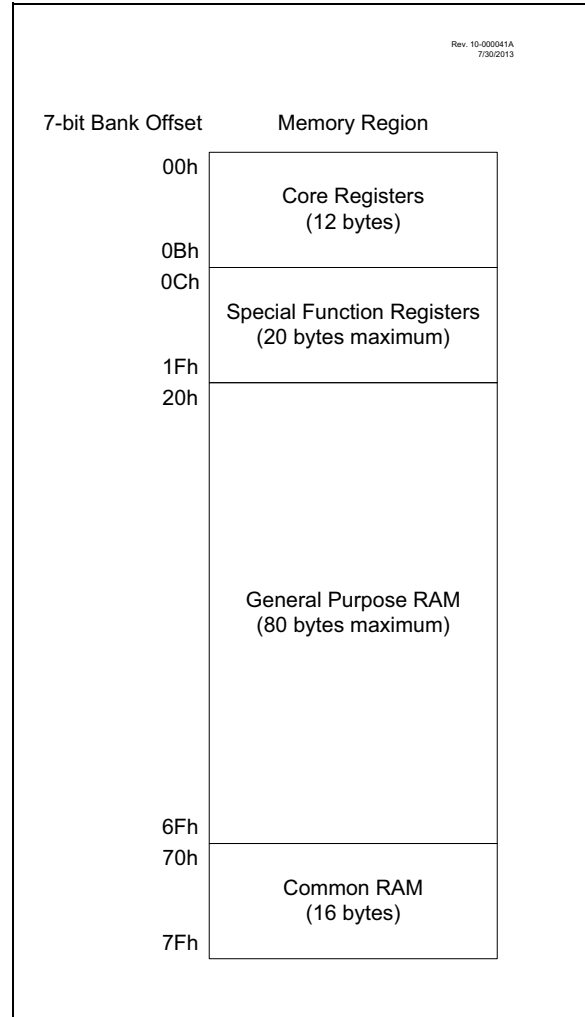 Rev. 10-000041A
7/30/2013
7-bit Bank Offset Memory Region
00h
Core Registers
(12 bytes)
0Bh
0Ch
Special Function Registers
(20 bytes maximum)
1Fh
20h
General Purpose RAM
(80 bytes maximum)
6Fh
70h
Common RAM
(16 bytes)
7Fh